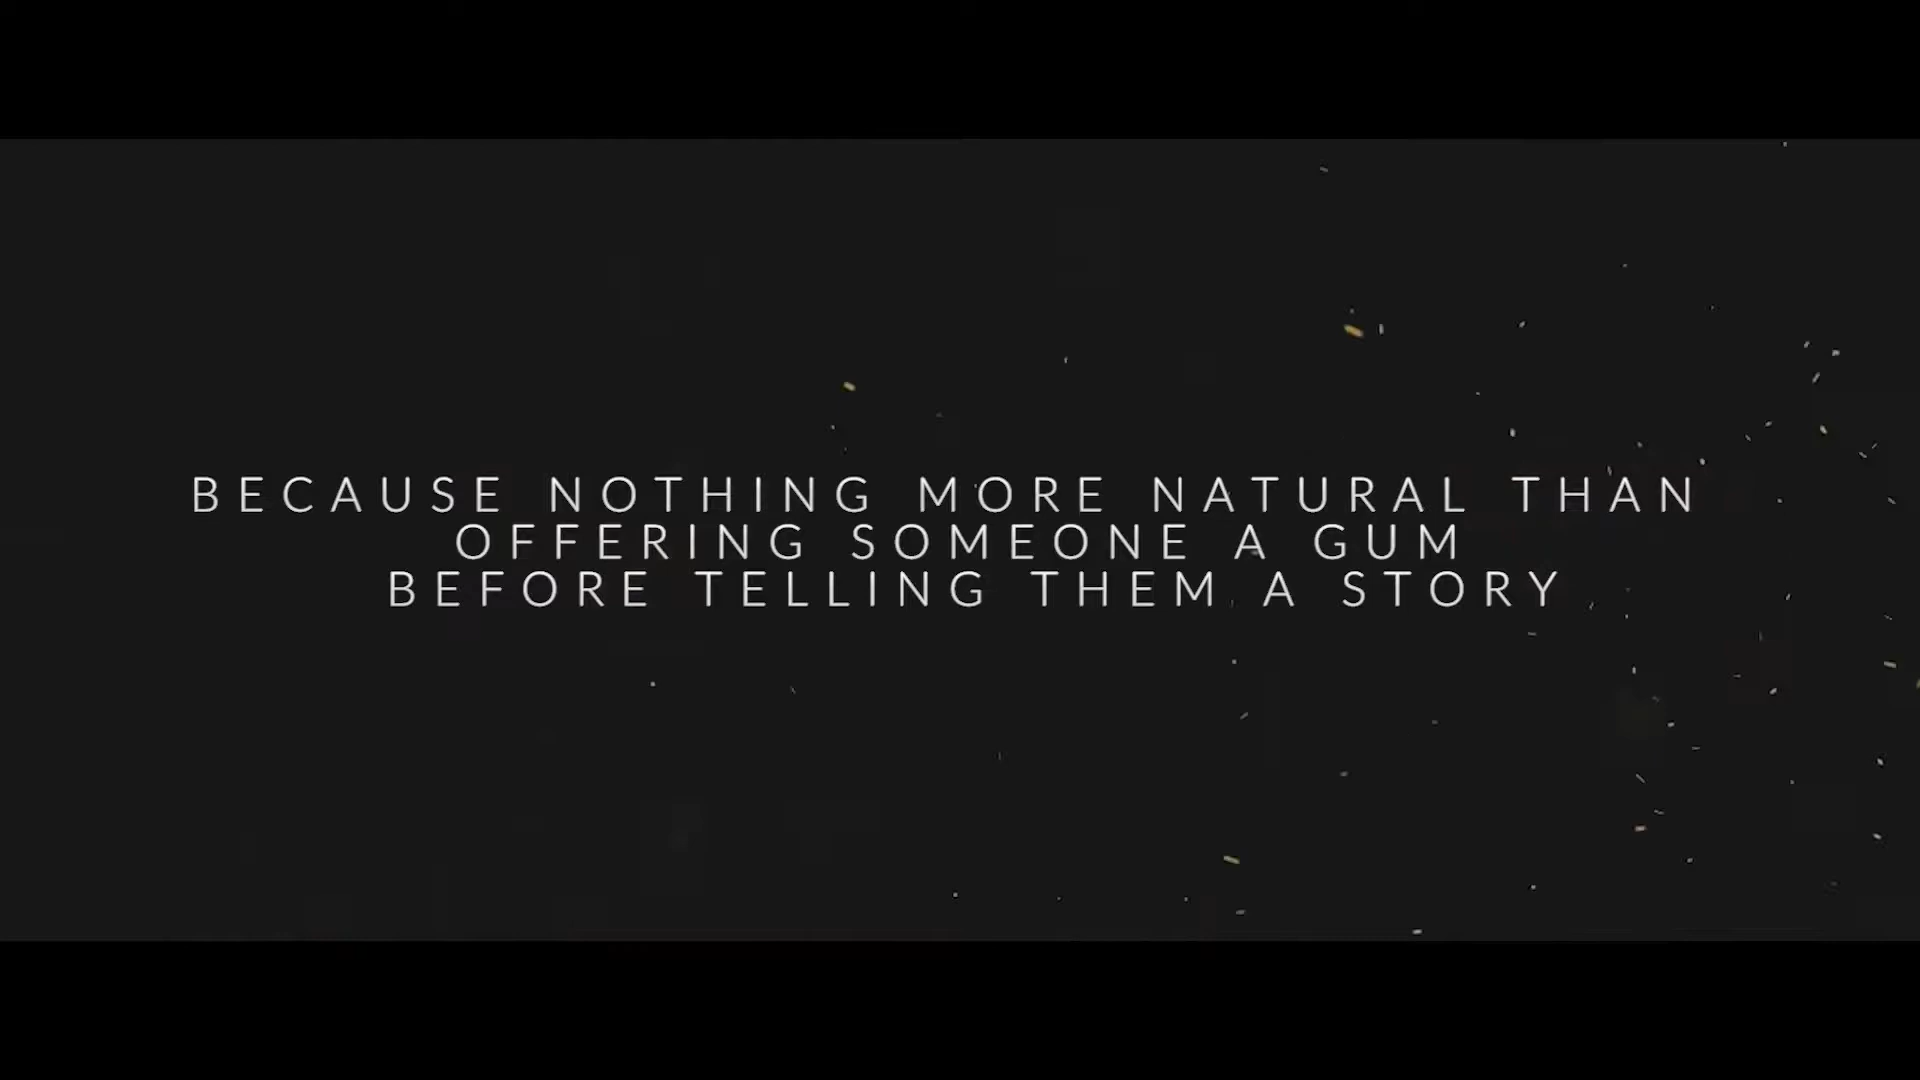 BECAUSE NOTHING MORE NATURAL THAN
OFFERING SOMEONE A GUM
BEFORE TELLING THEM A STORY